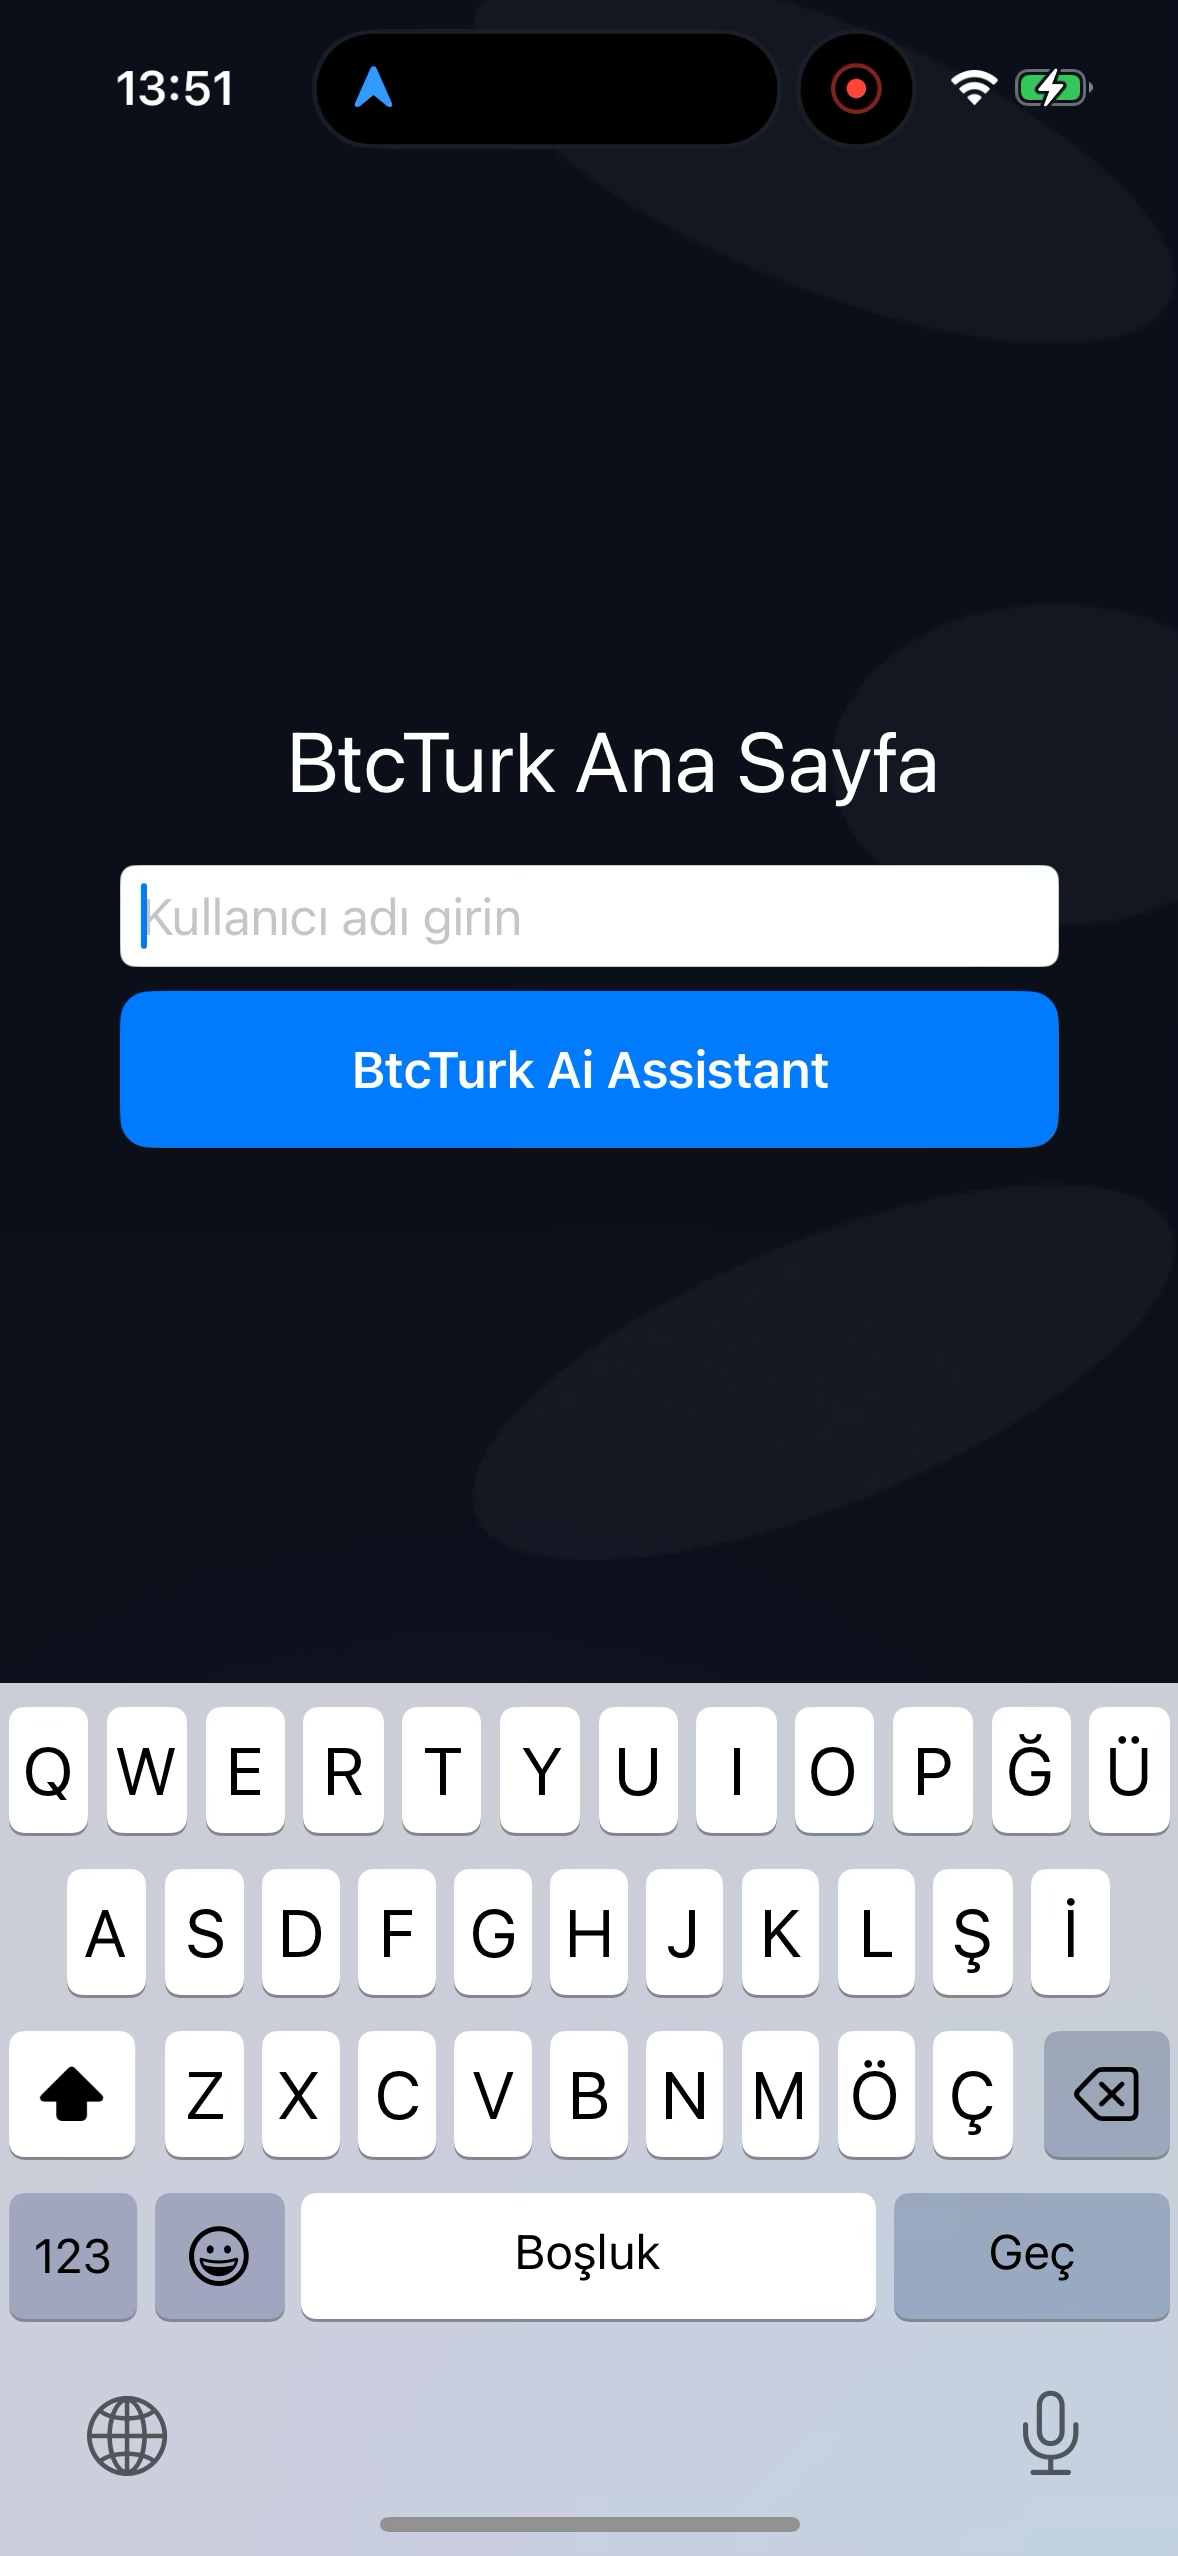 13:51
BtcTurk Ana Sayfa
Kullanıcı adı girin
BtcTurk Ai Assistant
Q W E R T Y U I O P Ğ Ü
A S D F G H J K L Ş İ
Z X C V B N M Ö Ç
123 Boşluk Geç